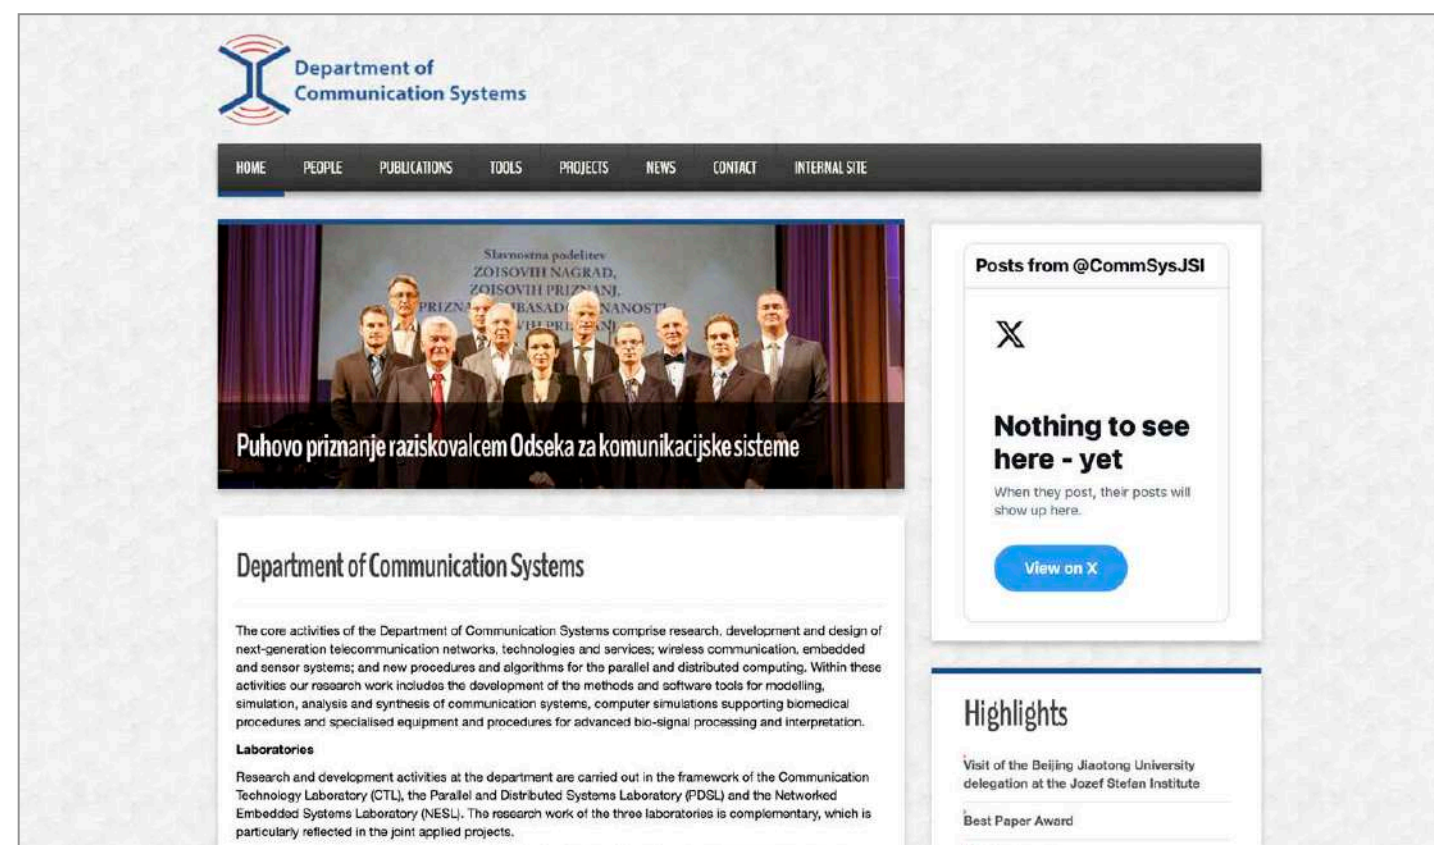 Department of
Communication Systems
HOME PEOPLE PUBLICATIONS TOOLS PROJECTS NEWS CONTACT INTERNAL SITE
Slavnostna podelitev
ZOISOVIH NAGRAD,
ZOISOVIH PRIZNANJ,
Puhovo priznanje raziskovalcem Odseka za komunikacijske sisteme
Department of Communication Systems
The core activities of the Department of Communication Systems comprise research, development and design of
next-generation telecommunication networks, technologies and services; wireless communication, embedded
and sensor systems; and new procedures and algorithms for the parallel and distributed computing. Within these
activities our research work includes the development of the methods and software tools for modelling,
simulation, analysis and synthesis of communication systems, computer simulations supporting biomedical
procedures and specialised equipment and procedures for advanced bio-signal processing and interpretation.
Laboratories
Research and development activities at the department are carried out in the framework of the Communication
Technology Laboratory (CTL), the Parallel and Distributed Systems Laboratory (PDSL) and the Networked
Embedded Systems Laboratory (NESL). The research work of the three laboratories is complementary, which is
particularly reflected in the joint applied projects.
Posts from @CommSysJSI
Nothing to see
here - yet
When they post, their posts will
show up here.
View on X
Highlights
Visit of the Beijing Jiaotong University
delegation at the Jozef Stefan Institute
Best Paper Award